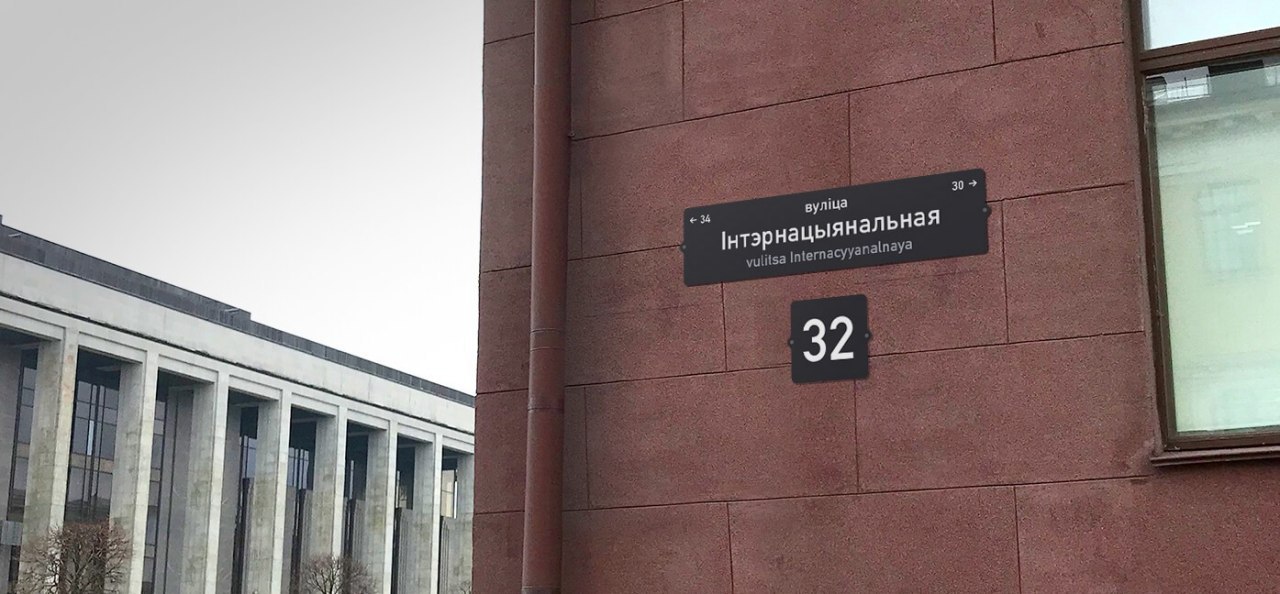 ← 34
30 →
вуліца
Інтэрнацыянальная
vulitsa Internacyyanalnaya
32